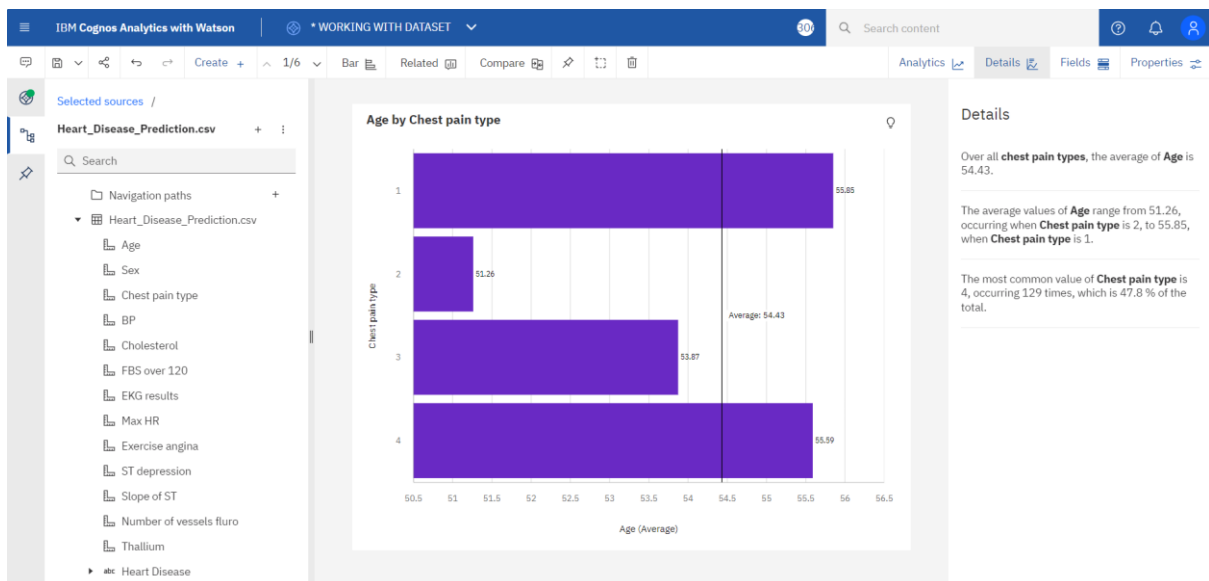 IBM Cognos Analytics with Watson
* WORKING WITH DATASET
30
Search content
Create +
1/6
Bar
Related
Compare
Analytics
Details
Fields
Properties
Selected sources /
Heart_Disease_Prediction.csv
Search
Navigation paths
Heart_Disease_Prediction.csv
Age
Sex
Chest pain type
BP
Cholesterol
FBS over 120
EKG results
Max HR
Exercise angina
ST depression
Slope of ST
Number of vessels fluro
Thallium
abc Heart Disease
Age by Chest pain type
Chest pain type
1
55.85
2
51.26
Average: 54.43
3
53.87
4
55.59
50.5 51 51.5 52 52.5 53 53.5 54 54.5 55 55.5 56 56.5
Age (Average)
Details
Over all chest pain types, the average of Age is
54.43.
The average values of Age range from 51.26,
occurring when Chest pain type is 2, to 55.85,
when Chest pain type is 1.
The most common value of Chest pain type is
4, occurring 129 times, which is 47.8 % of the
total.